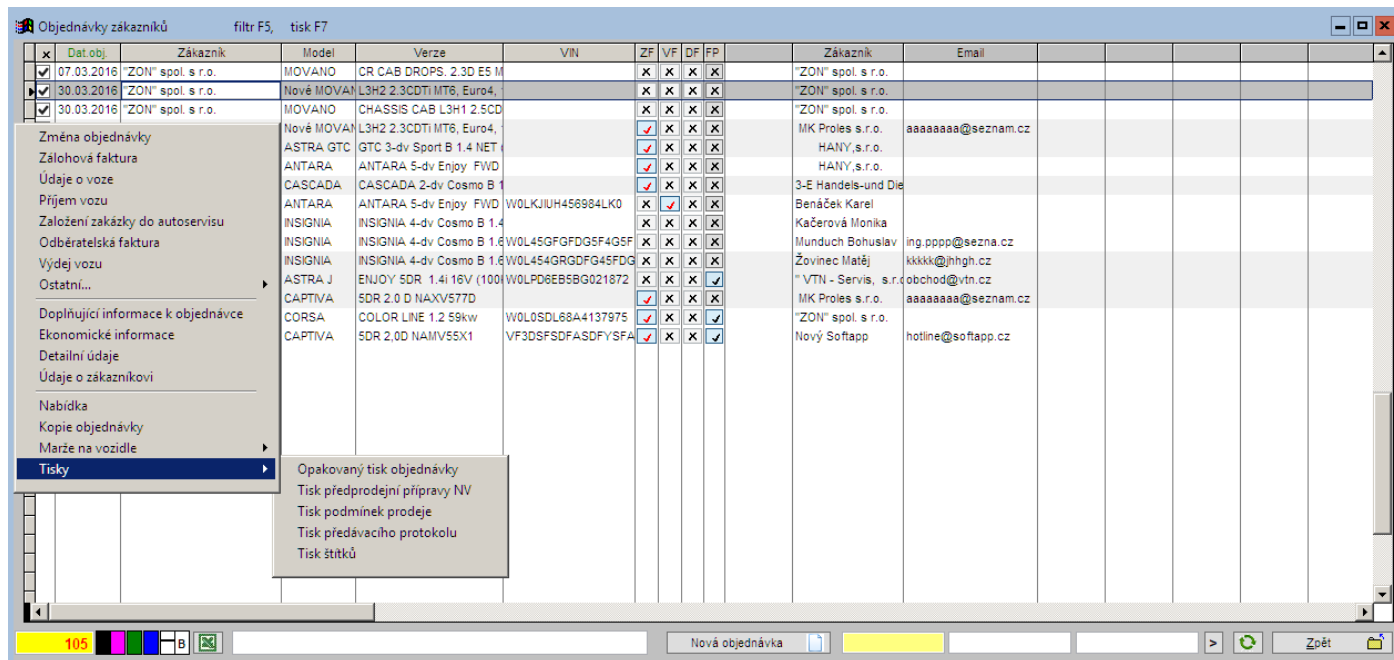 Objednávky zákazníků filtr F5, tisk F7
x Dat.obj. Zákazník Model Verze VIN ZF VF DF FP Zákazník Email
07.03.2016 "ZON" spol. s r.o. MOVANO CR CAB DROPS. 2.3D E5 M "ZON" spol. s r.o.
30.03.2016 "ZON" spol. s r.o. Nové MOVAN L3H2 2.3CDTi MT6, Euro4, "ZON" spol. s r.o.
30.03.2016 "ZON" spol. s r.o. MOVANO CHASSIS CAB L3H1 2.5CD "ZON" spol. s r.o.
Nové MOVAN L3H2 2.3CDTi MT6, Euro4, MK Proles s.r.o. aaaaaaaa@seznam.cz
ASTRA GTC GTC 3-dv Sport B 1.4 NET HANY,s.r.o.
ANTARA ANTARA 5-dv Enjoy FWD HANY,s.r.o.
CASCADA CASCADA 2-dv Cosmo B 1 3-E Handels-und Die
ANTARA ANTARA 5-dv Enjoy FWD W0LKJIUH456984LK0 Benáček Karel
INSIGNIA INSIGNIA 4-dv Cosmo B 1.4 Kačerová Monika
INSIGNIA INSIGNIA 4-dv Cosmo B 1.6 W0L45GFGFDG5F4G5F Munduch Bohuslav ing.pppp@sezna.cz
INSIGNIA INSIGNIA 4-dv Cosmo B 1.6 W0L454GRGDFG45FDG Žovinec Matěj kkkkk@jhhgh.cz
ASTRA J ENJOY 5DR 1.4i 16V (100 W0LPD6EB5BG021872 " VTN - Servis, s.r.o obchod@vtn.cz
CAPTIVA 5DR 2.0 D NAXV577D MK Proles s.r.o. aaaaaaaa@seznam.cz
CORSA COLOR LINE 1.2 59kw W0L0SDL68A4137975 "ZON" spol. s r.o.
CAPTIVA 5DR 2,0D NAMV55X1 VF3DSFSDFASDFYSFA Nový Softapp hotline@softapp.cz
Změna objednávky
Zálohová faktura
Údaje o voze
Příjem vozu
Založení zakázky do autoservisu
Odběratelská faktura
Výdej vozu
Ostatní...
Doplňující informace k objednávce
Ekonomické informace
Detailní údaje
Údaje o zákazníkovi
Nabídka
Kopie objednávky
Marže na vozidle
Tisky
Opakovaný tisk objednávky
Tisk předprodejní přípravy NV
Tisk podmínek prodeje
Tisk předávacího protokolu
Tisk štítků
105 B Nová objednávka > Zpět